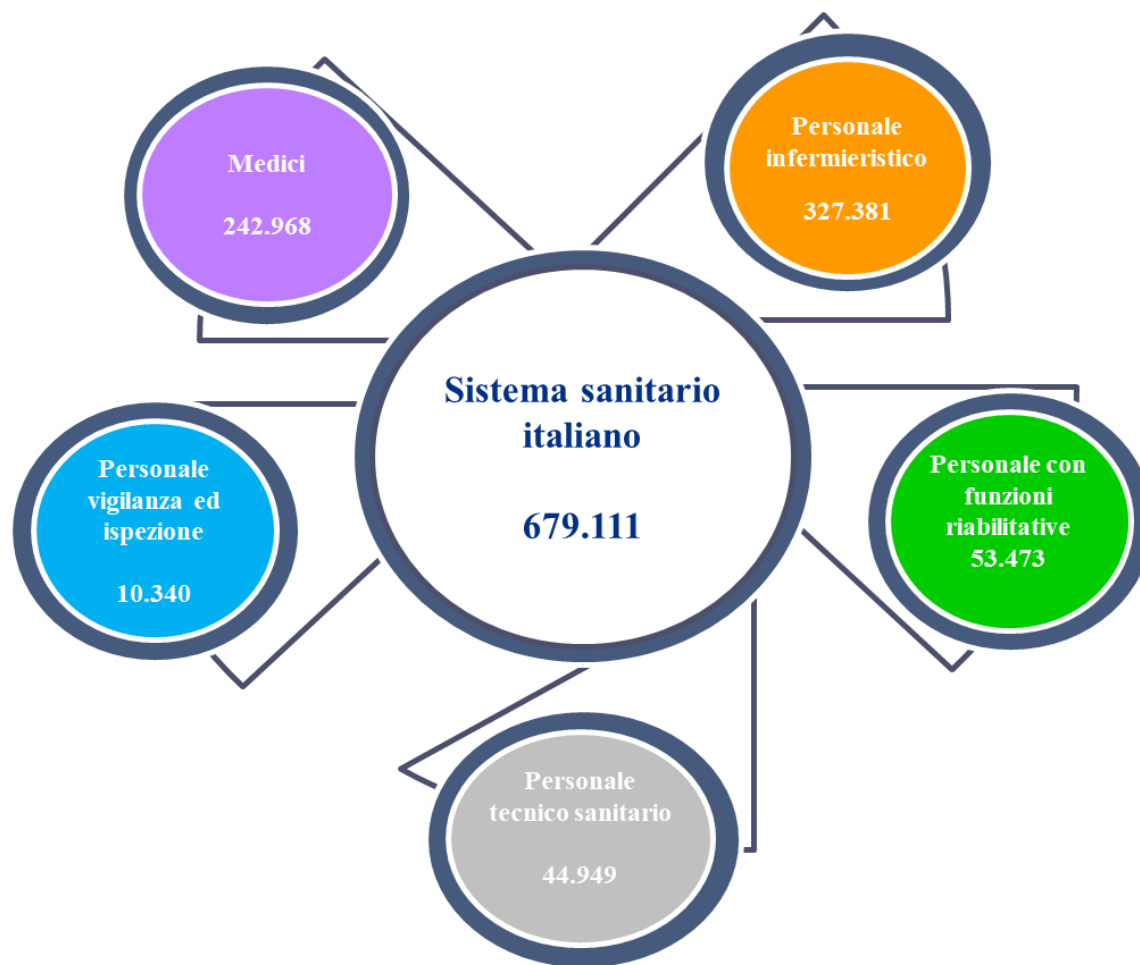 Medici
242.968
Personale
infermieristico
327.381
Sistema sanitario
italiano
679.111
Personale
vigilanza ed
ispezione
10.340
Personale con
funzioni
riabilitative
53.473
Personale
tecnico sanitario
44.949